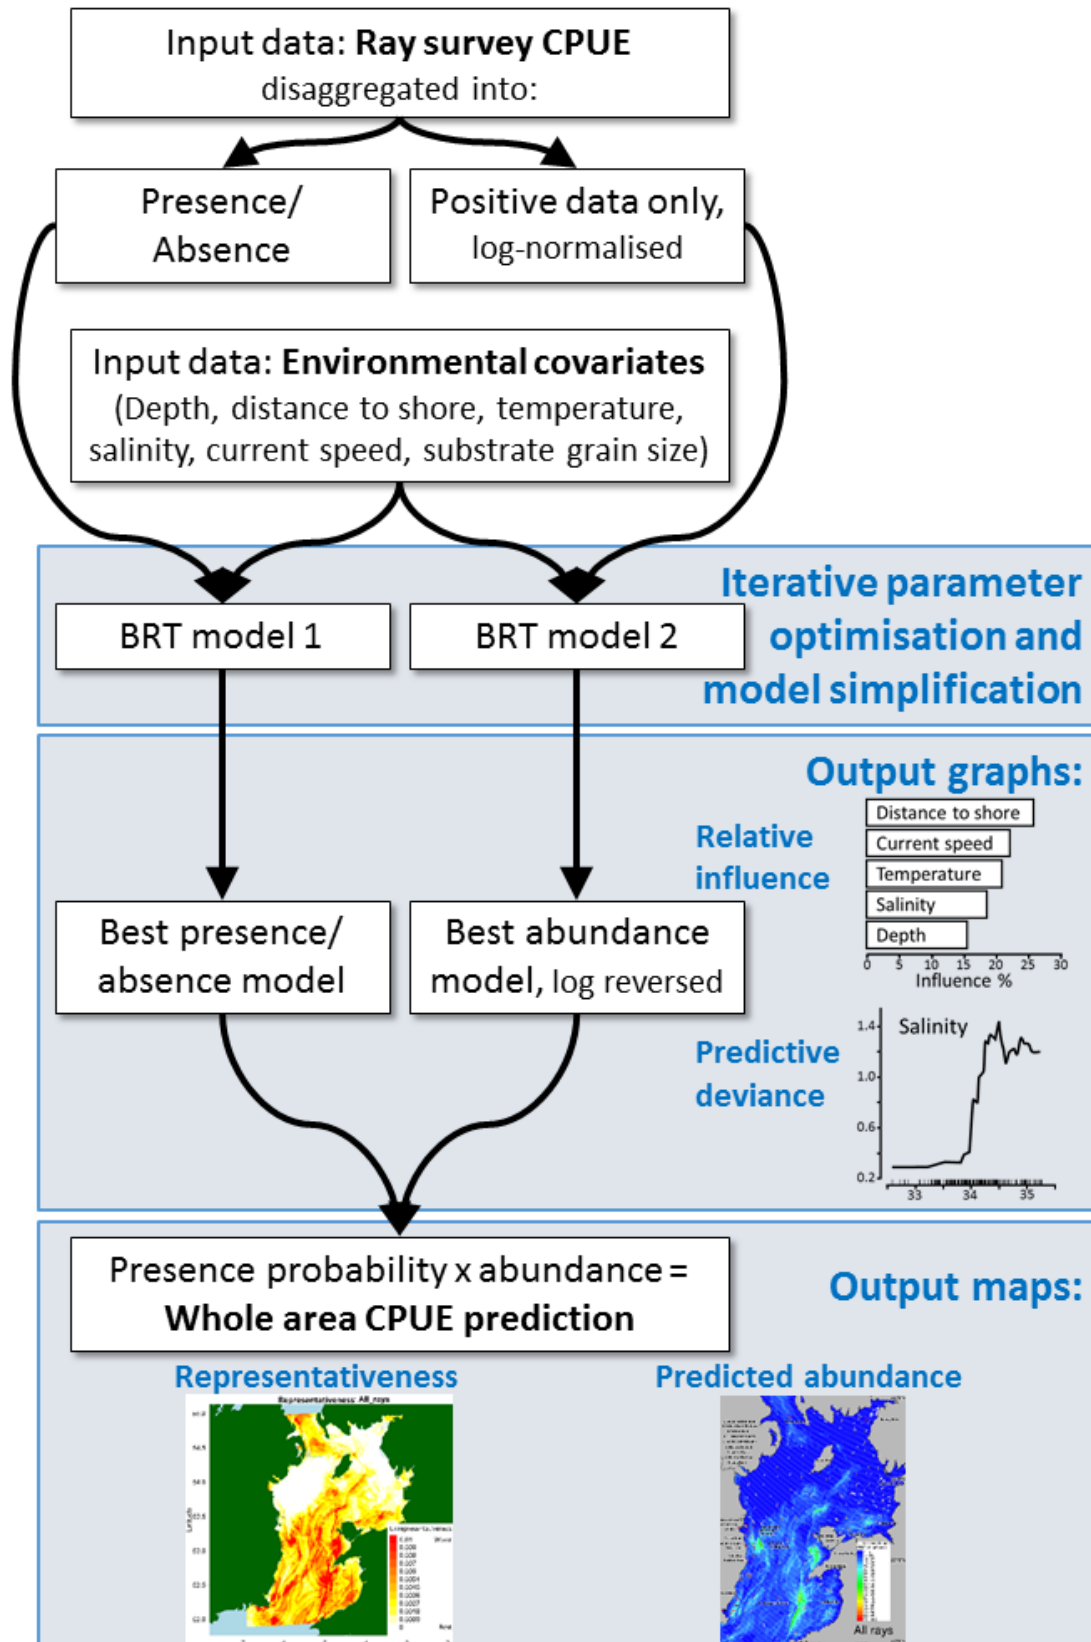 Input data: Ray survey CPUE
disaggregated into:
Presence/
Absence
Positive data only,
log-normalised
Input data: Environmental covariates
(Depth, distance to shore, temperature,
salinity, current speed, substrate grain size)
Iterative parameter
optimisation and
model simplification
BRT model 1
BRT model 2
Output graphs:
Relative
influence
Distance to shore
Current speed
Temperature
Salinity
Depth
0 5 10 15 20 25 30
Influence %
Best presence/
absence model
Best abundance
model, log reversed
Predictive
deviance
Salinity
1.4
1.0
0.6
0.2
33 34 35
Presence probability x abundance =
Whole area CPUE prediction
Output maps:
Representativeness
Predicted abundance
Representativeness: All_rays
All rays